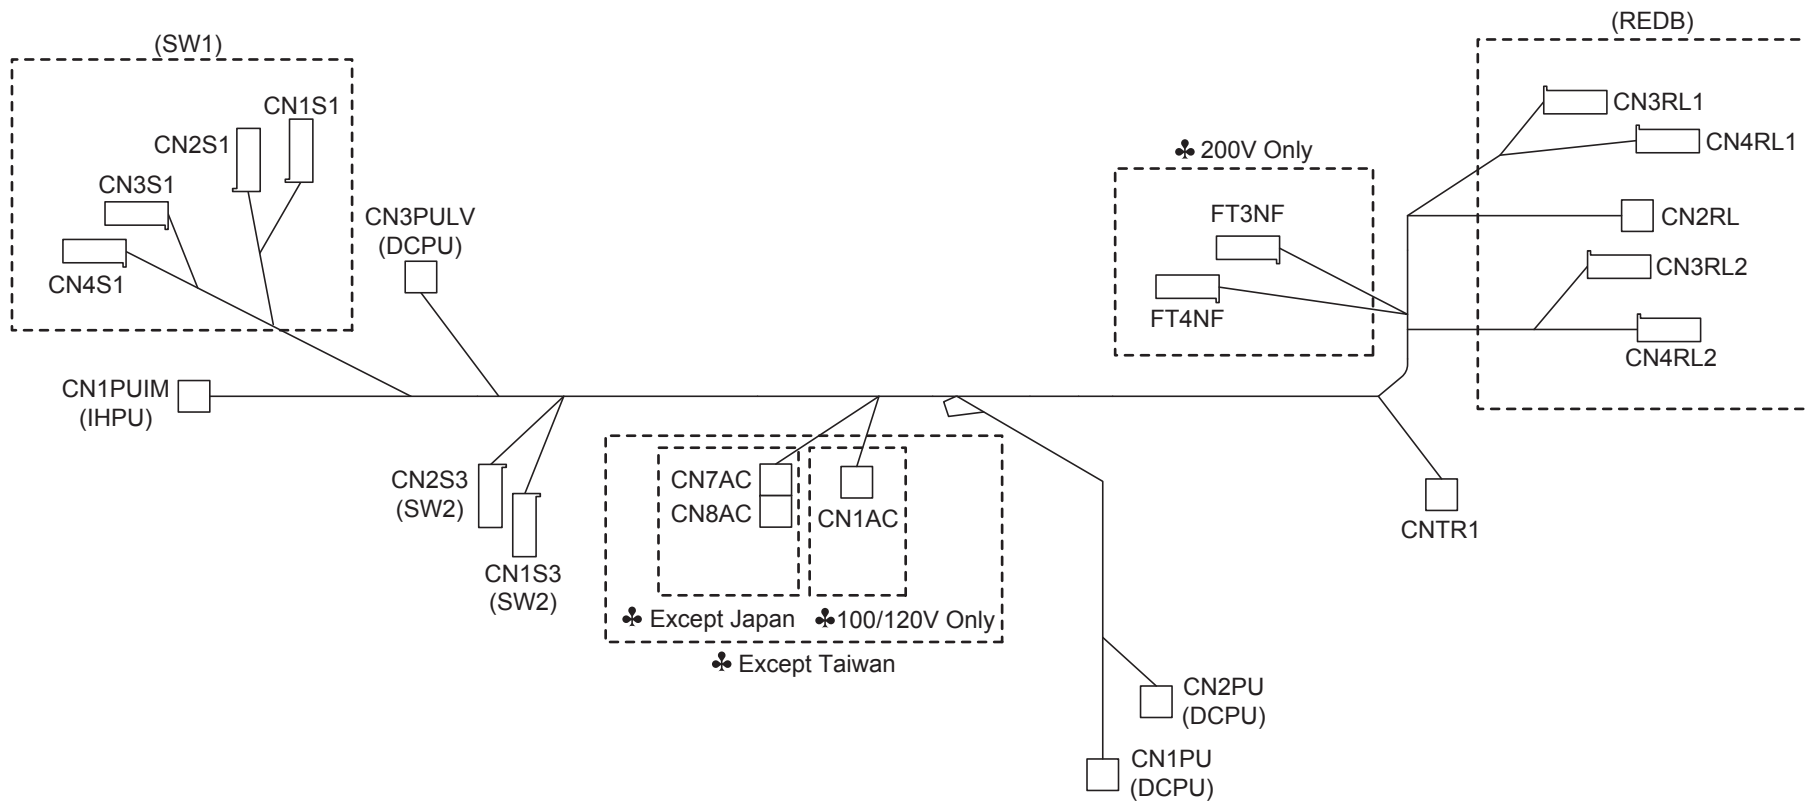 (SW1)
(REDB)
CN1S1
CN2S1
CN3S1
CN4S1
CN3PULV
(DCPU)
CN1PUIM
(IHPU)
♣ 200V Only
FT3NF
FT4NF
CN3RL1
CN4RL1
CN2RL
CN3RL2
CN4RL2
CN2S3
(SW2)
CN1S3
(SW2)
CN7AC
CN8AC
CN1AC
♣ Except Japan
♣100/120V Only
♣ Except Taiwan
CNTR1
CN2PU
(DCPU)
CN1PU
(DCPU)